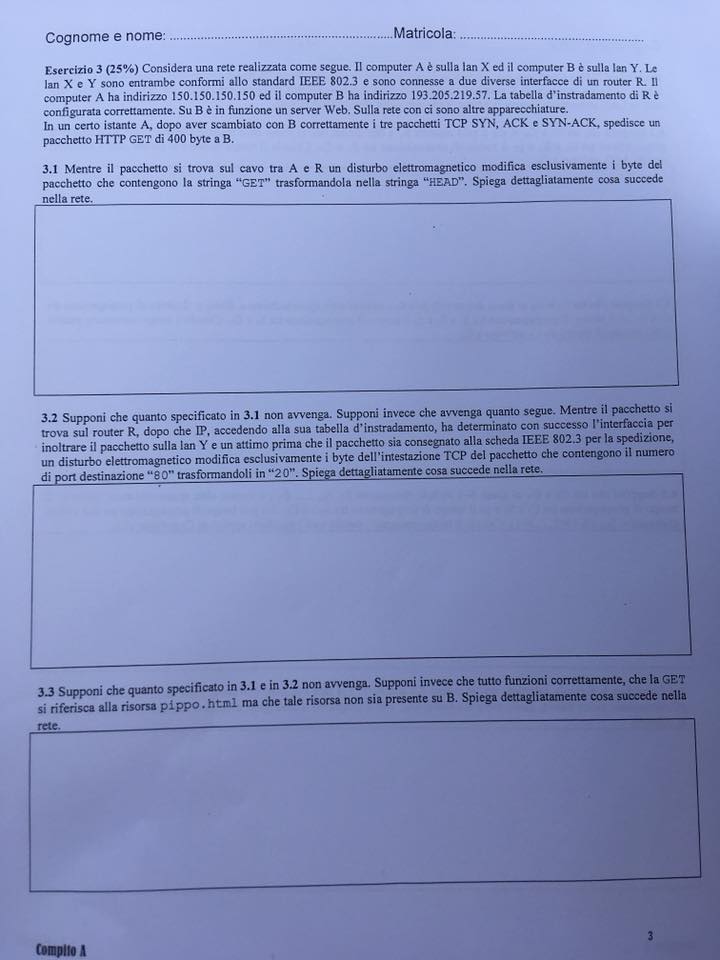 Cognome e nome: ................................................................Matricola: ....................................................
Esercizio 3 (25%) Considera una rete realizzata come segue. Il computer A è sulla lan X ed il computer B è sulla lan Y. Le
lan X e Y sono entrambe conformi allo standard IEEE 802.3 e sono connesse a due diverse interfacce di un router R. Il
computer A ha indirizzo 150.150.150.150 ed il computer B ha indirizzo 193.205.219.57. La tabella d'instradamento di R è
configurata correttamente. Su B è in funzione un server Web. Sulla rete con ci sono altre apparecchiature.
In un certo istante A, dopo aver scambiato con B correttamente i tre pacchetti TCP SYN, ACK e SYN-ACK, spedisce un
pacchetto HTTP GET di 400 byte a B.
3.1 Mentre il pacchetto si trova sul cavo tra A e R un disturbo elettromagnetico modifica esclusivamente i byte del
pacchetto che contengono la stringa “GET” trasformandola nella stringa “HEAD”. Spiega dettagliatamente cosa succede
nella rete.
3.2 Supponi che quanto specificato in 3.1 non avvenga. Supponi invece che avvenga quanto segue. Mentre il pacchetto si
trova sul router R, dopo che IP, accedendo alla sua tabella d'instradamento, ha determinato con successo l'interfaccia per
inoltrare il pacchetto sulla lan Y e un attimo prima che il pacchetto sia consegnato alla scheda IEEE 802.3 per la spedizione,
un disturbo elettromagnetico modifica esclusivamente i byte dell'intestazione TCP del pacchetto che contengono il numero
di port destinazione “80” trasformandoli in “20”. Spiega dettagliatamente cosa succede nella rete.
3.3 Supponi che quanto specificato in 3.1 e in 3.2 non avvenga. Supponi invece che tutto funzioni correttamente, che la GET
si riferisca alla risorsa pippo.html ma che tale risorsa non sia presente su B. Spiega dettagliatamente cosa succede nella
rete.
3
Compito A